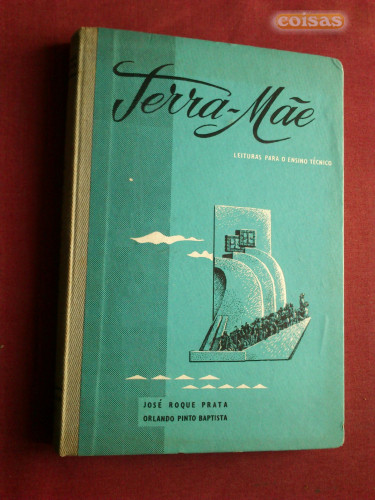 coisas
Terra-Mãe
LEITURAS PARA O ENSINO TÉCNICO
JOSÉ ROQUE PRATA
ORLANDO PINTO BAPTISTA